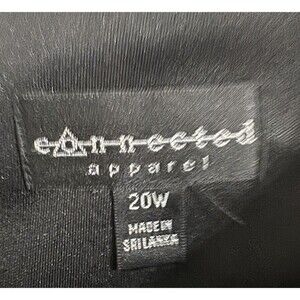 connected
apparel
20W
MADE IN
SRI LANKA